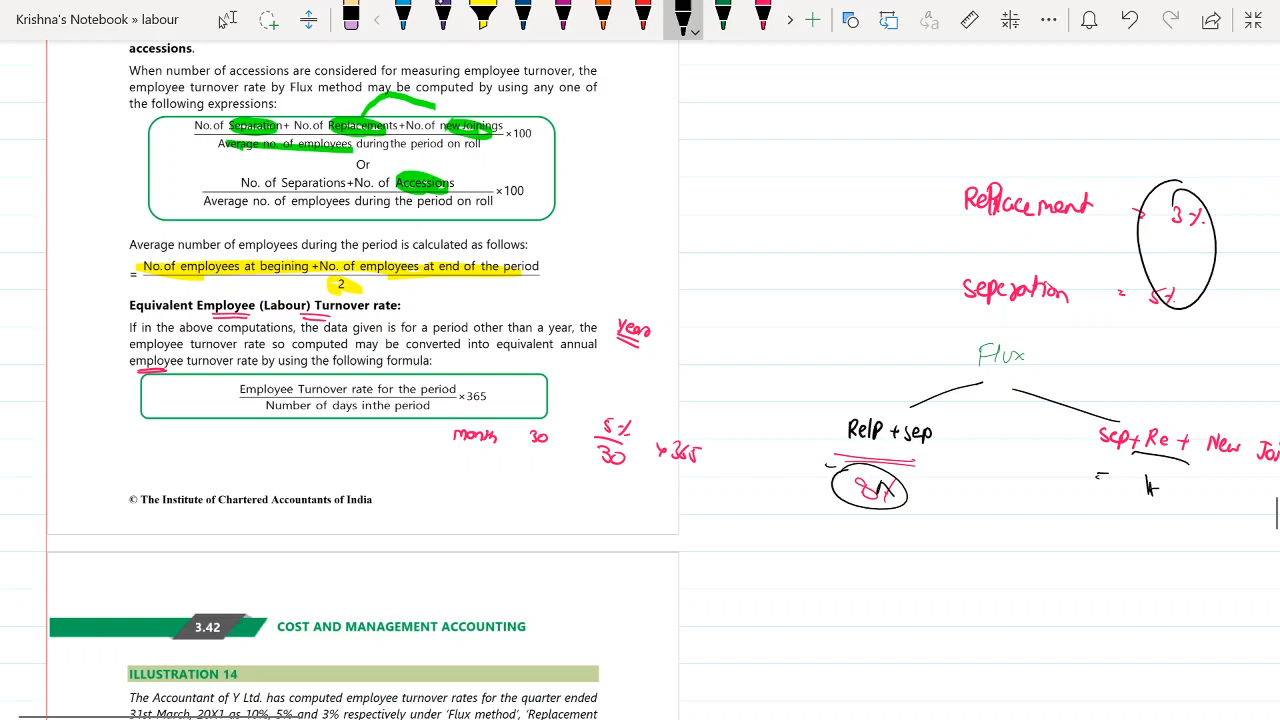 Krishna's Notebook » labour
accessions.
When number of accessions are considered for measuring employee turnover, the
employee turnover rate by Flux method may be computed by using any one of
the following expressions:
No.of Separation+ No.of Replacements+No.of new Joinings
×100
Average no. of employees during the period on roll
Or
No. of Separations+No. of Accessions
×100
Average no. of employees during the period on roll
Average number of employees during the period is calculated as follows:
= No.of employees at begining +No. of employees at end of the period
2
Equivalent Employee (Labour) Turnover rate:
If in the above computations, the data given is for a period other than a year, the
employee turnover rate so computed may be converted into equivalent annual
employee turnover rate by using the following formula:
Employee Turnover rate for the period
×365
Number of days in the period
year
month 30
5%
30
×365
© The Institute of Chartered Accountants of India
Replacement = 3%
Seperation = 5%
Flux
Relp + sep
Sep + Re + New Joi
= 8%
=
3.42 COST AND MANAGEMENT ACCOUNTING
ILLUSTRATION 14
The Accountant of Y Ltd. has computed employee turnover rates for the quarter ended
31st March, 20X1 as 10%, 5% and 3% respectively under 'Flux method', 'Replacement